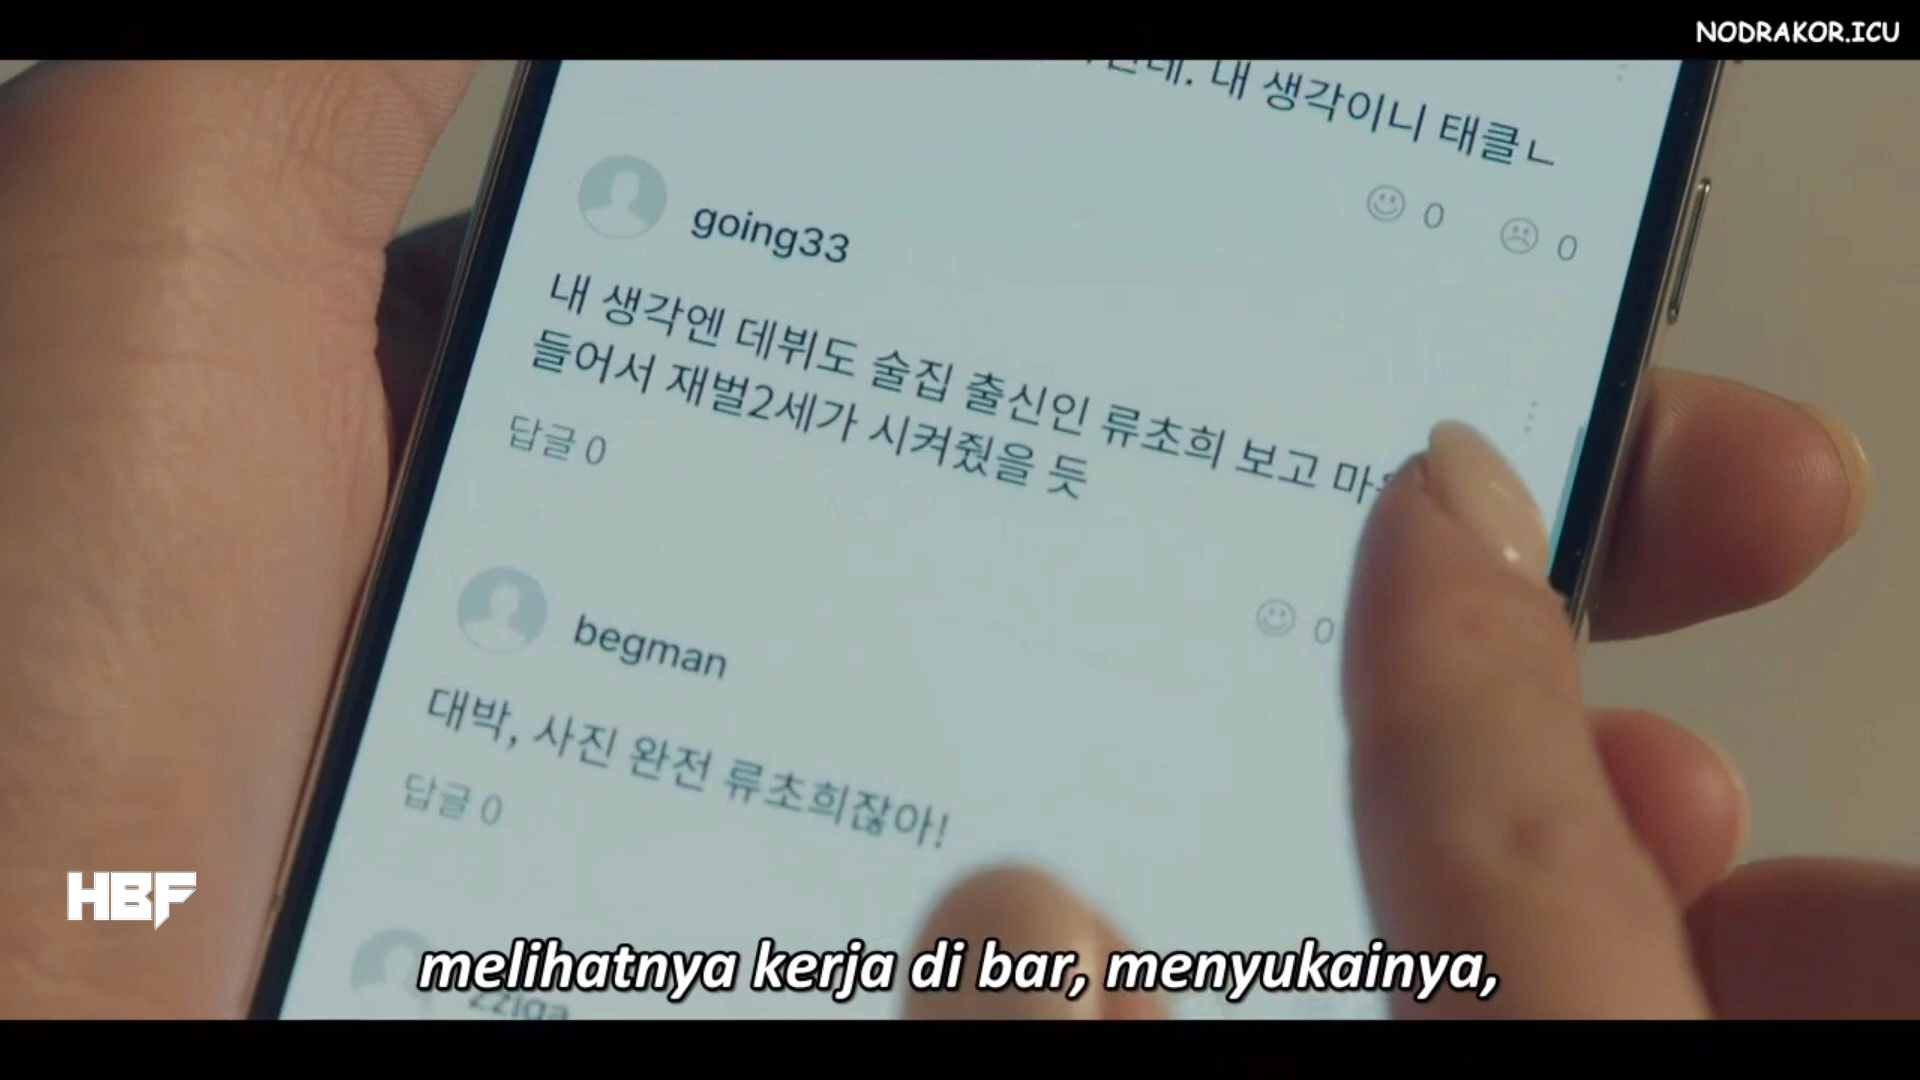 NODRAKOR.ICU
내 생각이니 태클ㄴ
0 0
going33
내 생각엔 데뷔도 술집 출신인 류초희 보고
들어서 재벌2세가 시켜줬을 듯
답글 0
0
begman
대박, 사진 완전 류초희잖아!
답글 0
HBF
melihatnya kerja di bar, menyukainya,